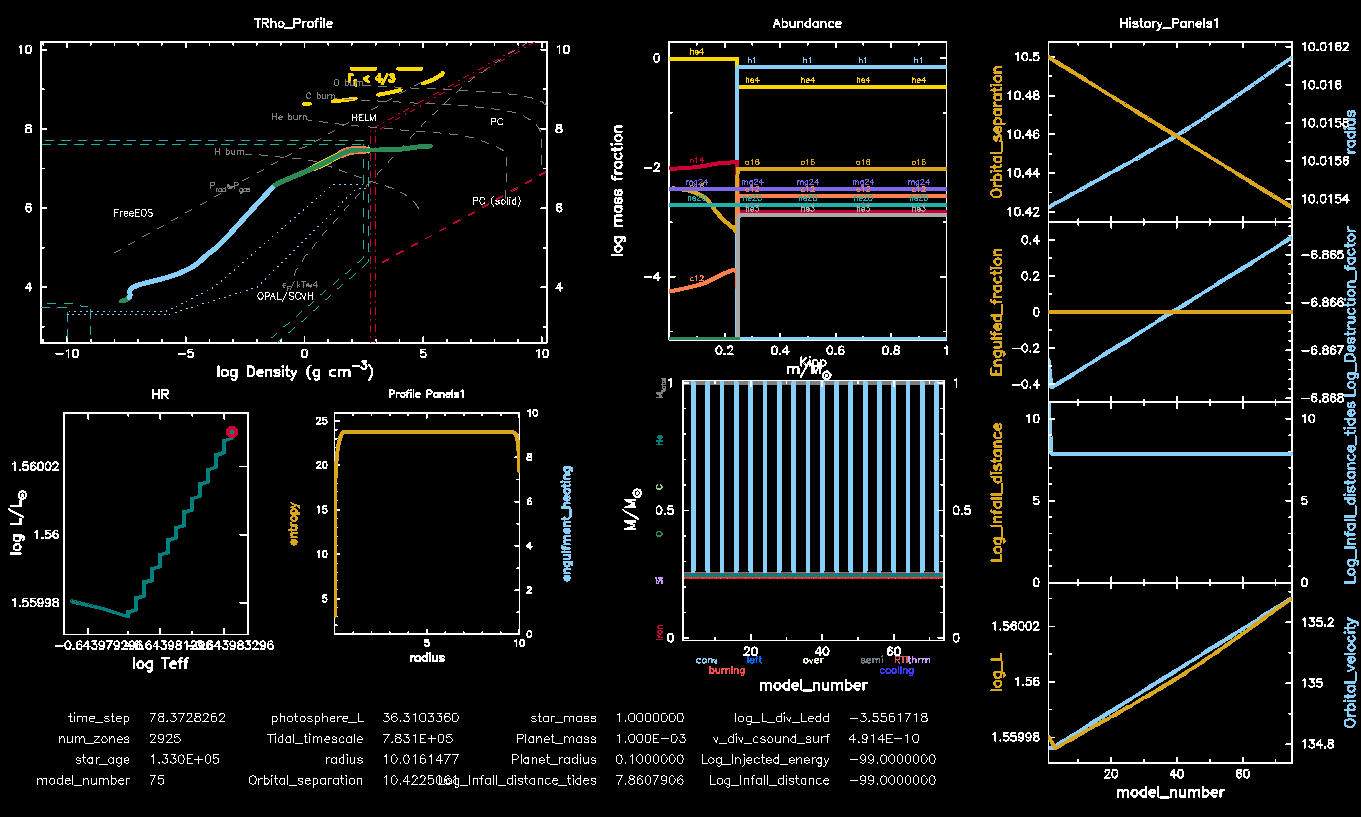 TRho_Profile
Abundance
History_Panels1
10
8
6
4
10
8
6
4
Γ₁ < 4/3
O burn
C burn
He burn
H burn
HELM
PC
PC (solid)
FreeEOS
OPAL/SCVH
−10
−5
0
5
10
log Density (g cm⁻³)
log mass fraction
0
−2
−4
he4
h1 h1 h1 h1
he4 he4 he4 he4
n14
o16 o16 o16 o16
mg24 mg24 mg24 mg24
ne20 ne20 ne20
he3 he3 he3 he3
c12
0.2
0.4
0.6
0.8
1
Kipp
m/M☉
HR
log L/L☉
1.56002
1.56
1.55998
log Teff
Profile Panels1
entropy
25
20
15
10
5
5
10
radius
10
8
6
4
2
0
engulfment_heating
M/M☉
1
0.5
0
1
0.5
0
He
C
O
Si
Iron
20
40
60
conv
left
over
semi
thrm
burning
cooling
model_number
Orbital_separation
10.5
10.48
10.46
10.44
10.42
10.0162
10.016
10.0158
10.0156
10.0154
radius
Engulfed_fraction
0.4
0.2
0
−0.2
−0.4
−6.865
−6.866
−6.867
−6.868
Log_Destruction_factor
Log_Infall_distance
10
5
0
10
5
0
Log_Infall_distance_tides
log_L
1.56002
1.56
1.55998
135.2
135
134.8
Orbital_velocity
20
40
60
model_number
time_step 78.3728262 photosphere_L 36.3103360 star_mass 1.0000000 log_L_div_Ledd −3.5561718
num_zones 2925 Tidal_timescale 7.831E+05 Planet_mass 1.000E−03 v_div_csound_surf 4.914E−10
star_age 1.330E+05 radius 10.0161477 Planet_radius 0.1000000 Log_Injected_energy −99.0000000
model_number 75 Orbital_separation Log_Infall_distance_tides 7.8607906 Log_Infall_distance −99.0000000